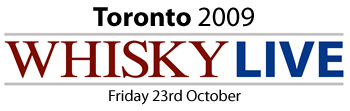 Toronto 2009
WHISKY LIVE
Friday 23rd October